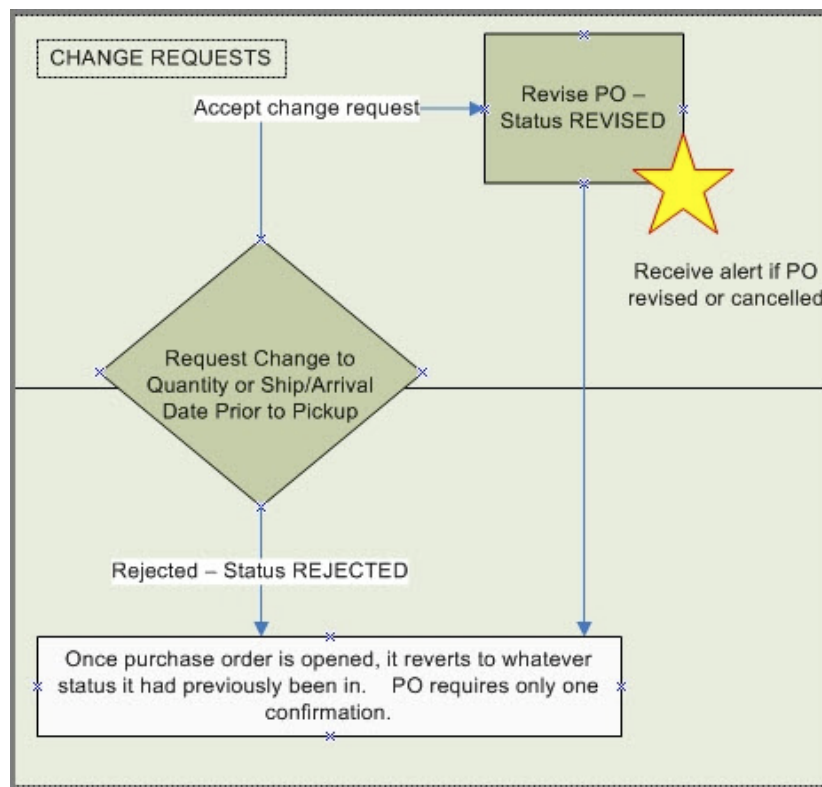 CHANGE REQUESTS
Accept change request
Revise PO –
Status REVISED
Receive alert if PO
revised or cancelled
Request Change to
Quantity or Ship/Arrival
Date Prior to Pickup
Rejected – Status REJECTED
Once purchase order is opened, it reverts to whatever
status it had previously been in. PO requires only one
confirmation.